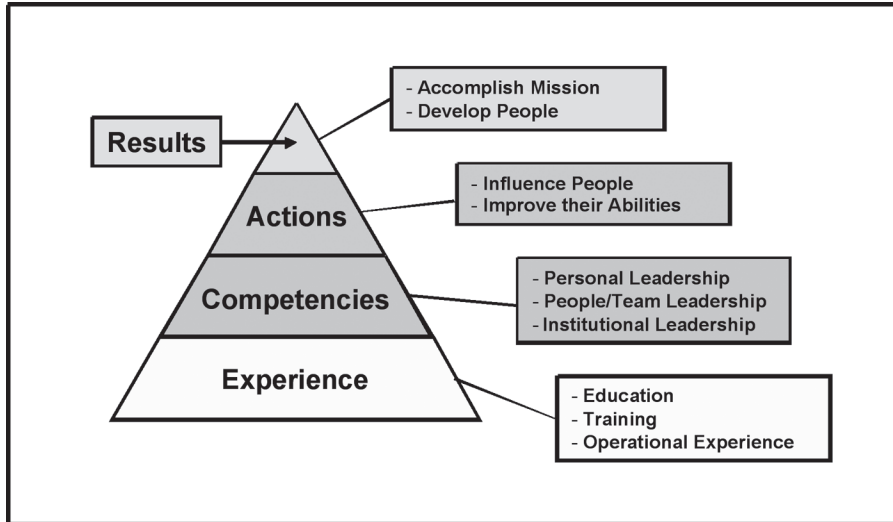 - Accomplish Mission
- Develop People
Results
- Influence People
- Improve their Abilities
Actions
- Personal Leadership
- People/Team Leadership
- Institutional Leadership
Competencies
Experience
- Education
- Training
- Operational Experience